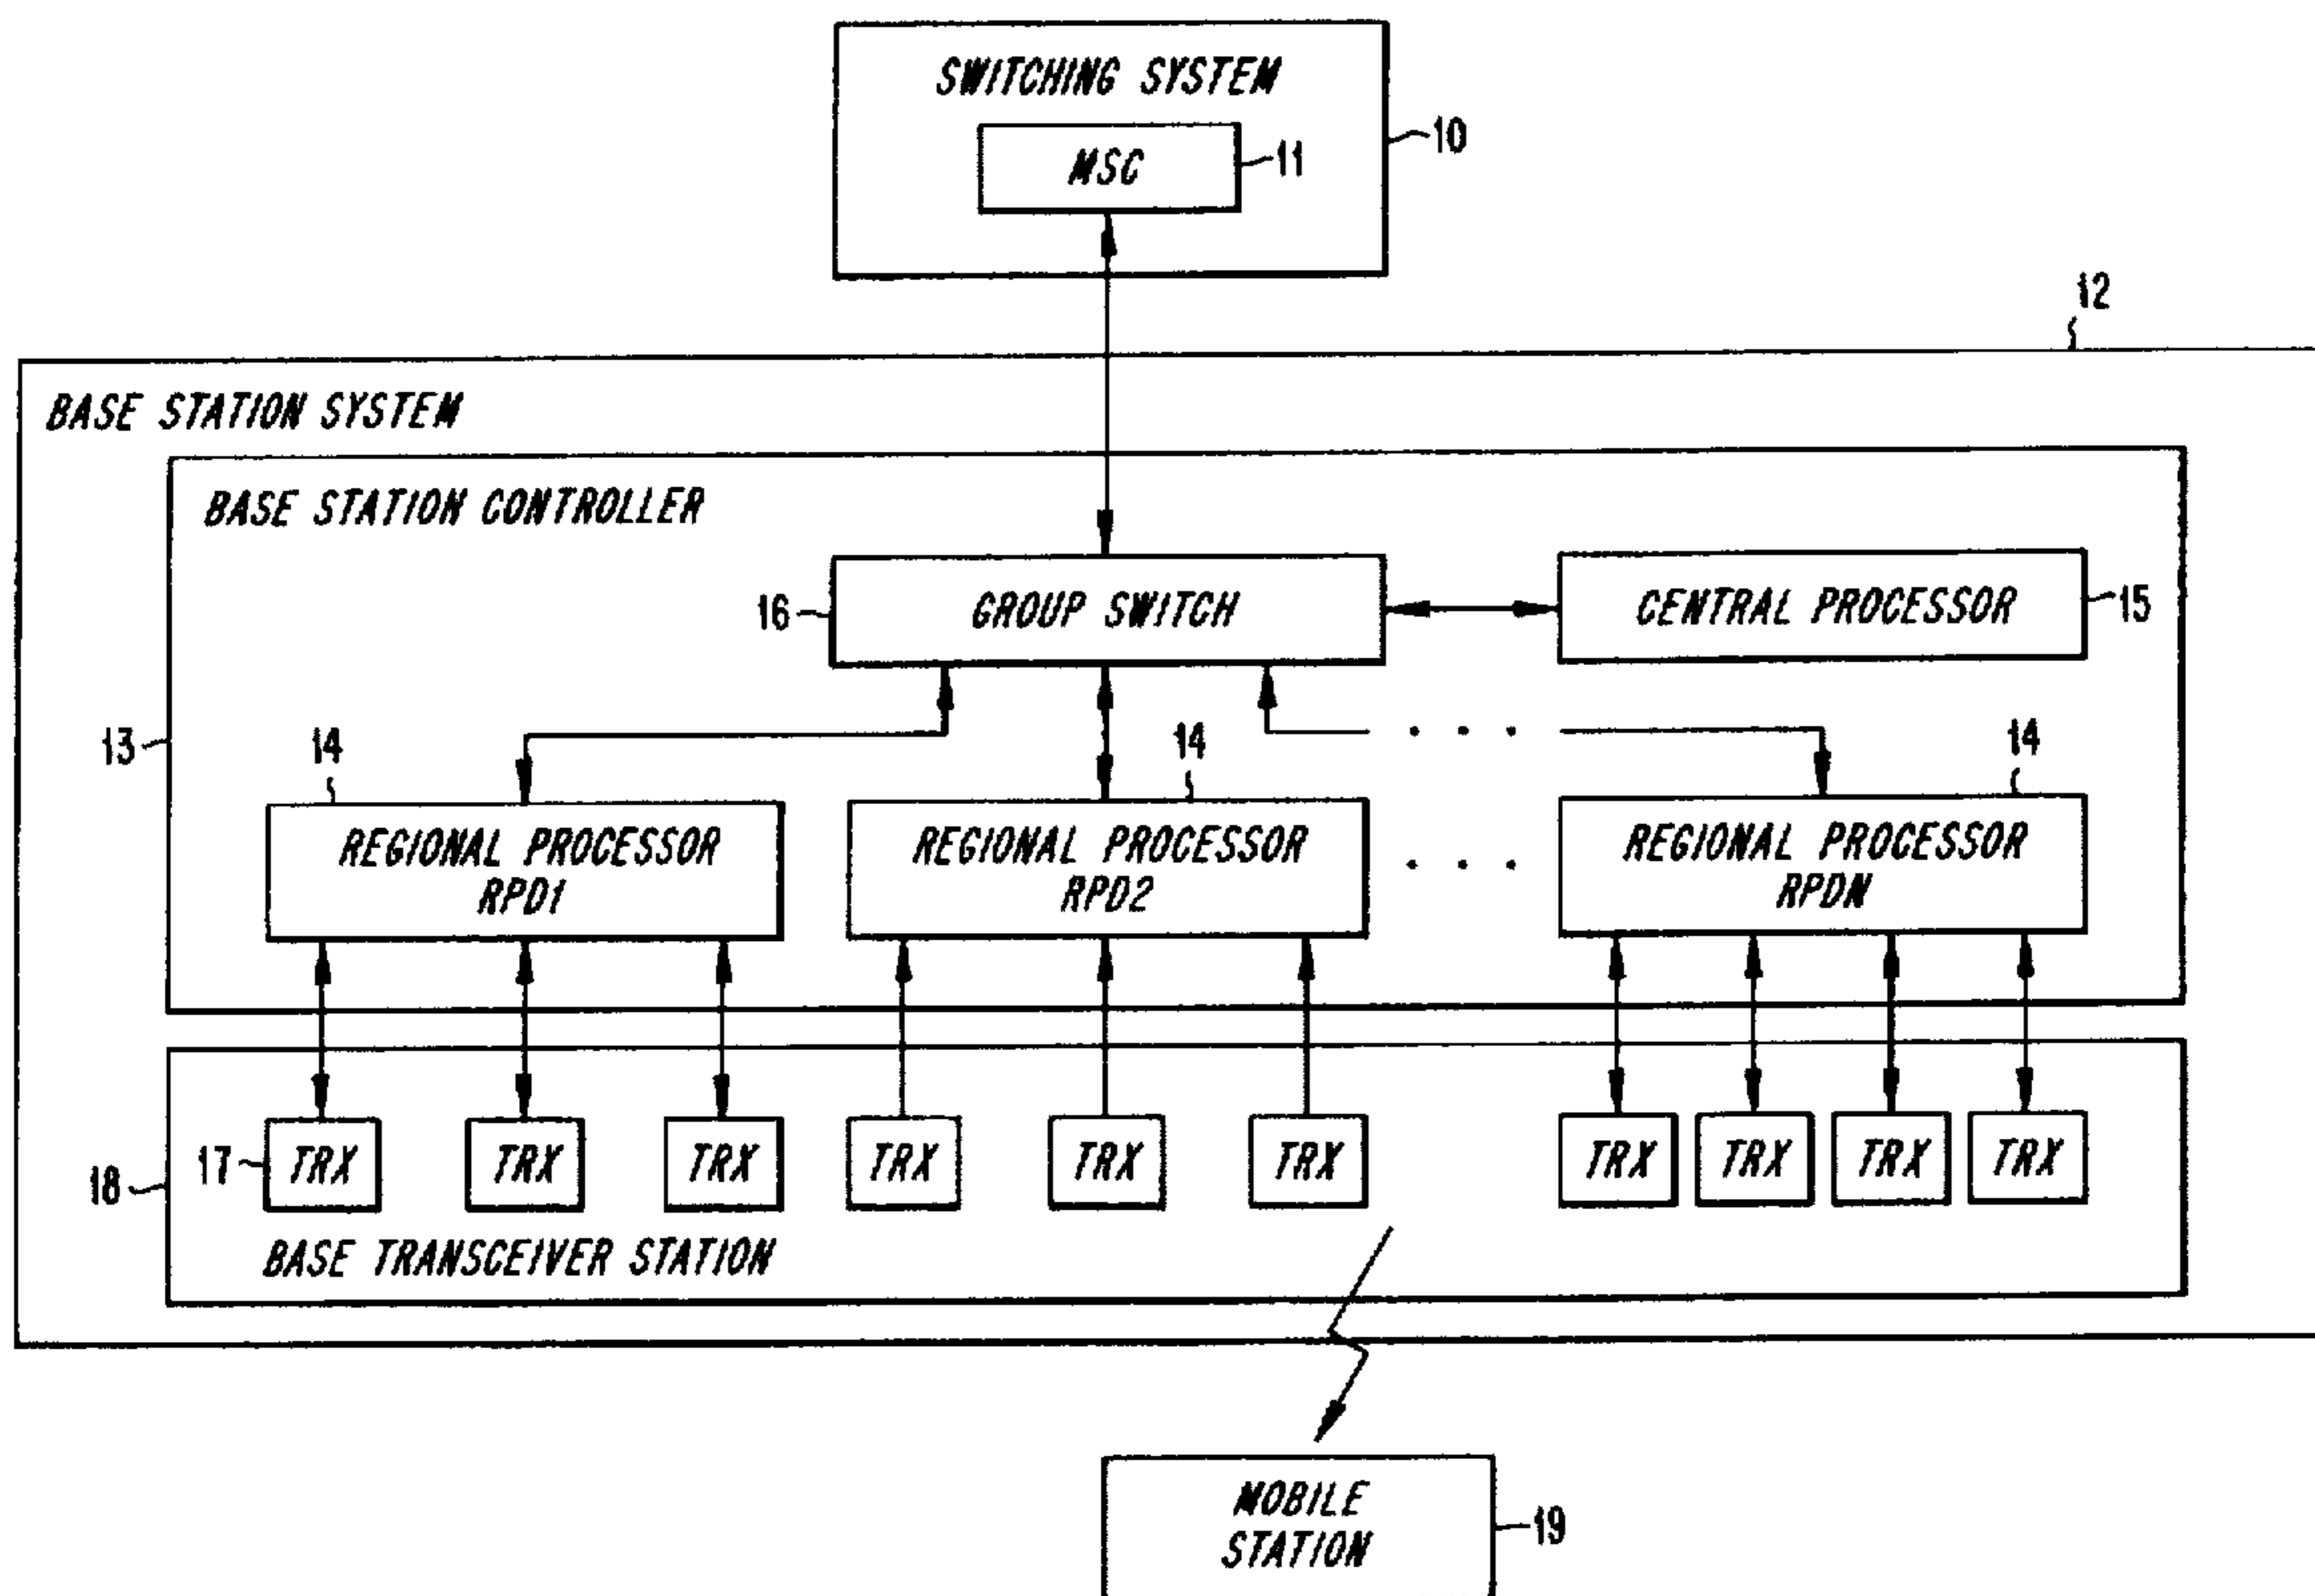 SWITCHING SYSTEM
10
MSC
11
12
BASE STATION SYSTEM
BASE STATION CONTROLLER
16
GROUP SWITCH
CENTRAL PROCESSOR
15
13
14
14
. . .
14
REGIONAL PROCESSOR
RPD1
REGIONAL PROCESSOR
RPD2
. . .
REGIONAL PROCESSOR
RPDN
17
TRX
TRX
TRX
TRX
TRX
TRX
TRX
TRX
TRX
TRX
18
BASE TRANSCEIVER STATION
MOBILE
STATION
19